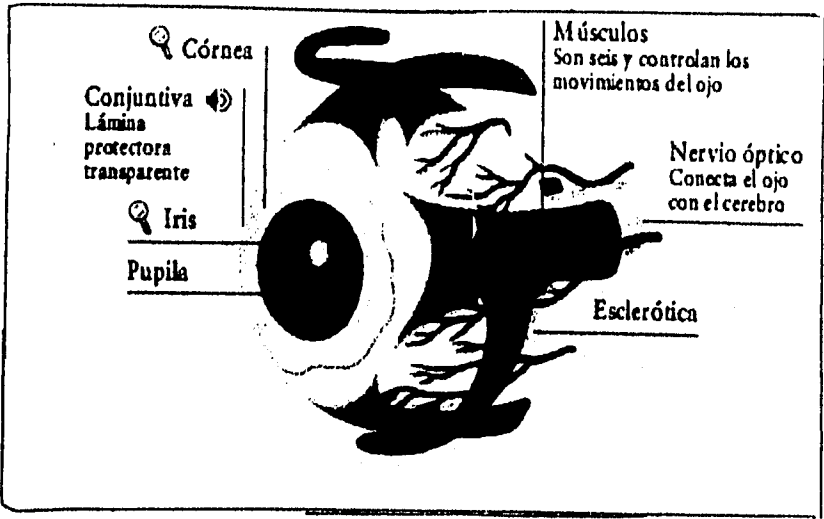 Córnea
Conjuntiva
Lámina
protectora
transparente
Iris
Pupila
Músculos
Son seis y controlan los
movimientos del ojo
Nervio óptico
Conecta el ojo
con el cerebro
Esclerótica